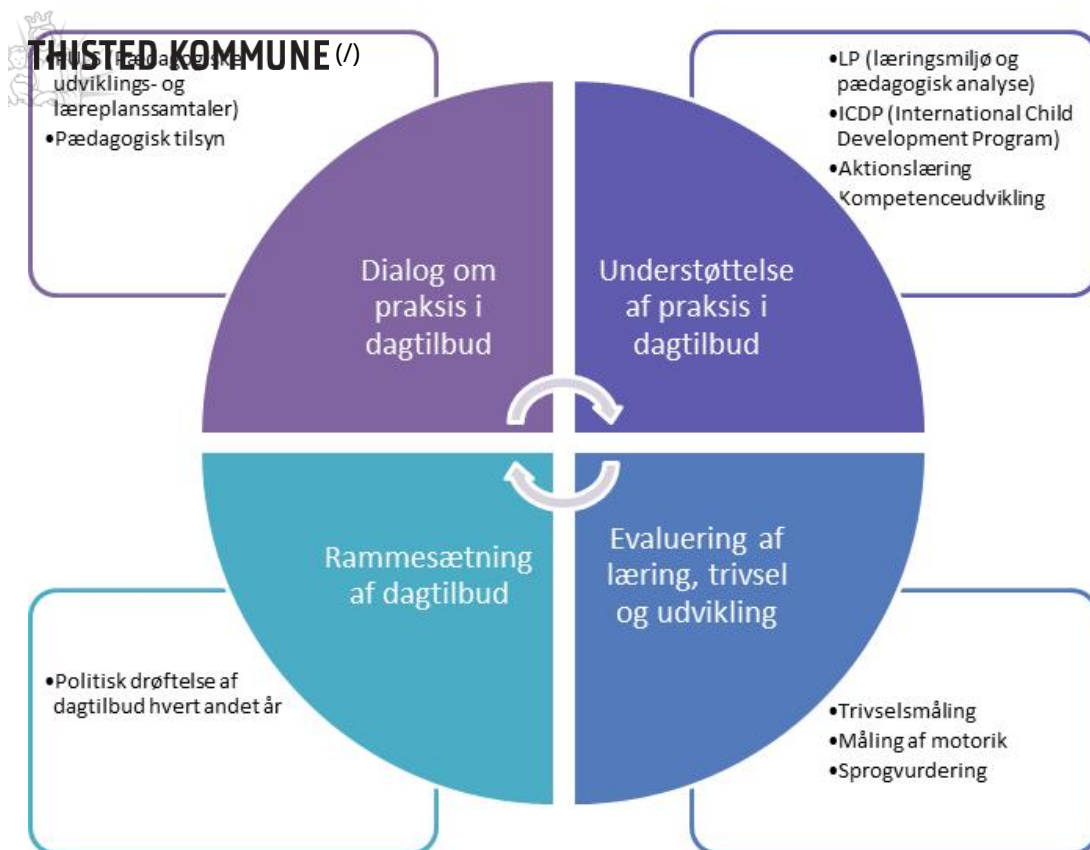 THISTED KOMMUNE (/)
udviklings- og
læreplanssamtaler)
•Pædagogisk tilsyn
•LP (læringsmiljø og
pædagogisk analyse)
•ICDP (International Child
Development Program)
•Aktionslæring
Kompetenceudvikling
Dialog om
praksis i
dagtilbud
Understøttelse
af praksis i
dagtilbud
Rammesætning
af dagtilbud
Evaluering af
læring, trivsel
og udvikling
•Politisk drøftelse af
dagtilbud hvert andet år
•Trivselsmåling
•Måling af motorik
•Sprogvurdering